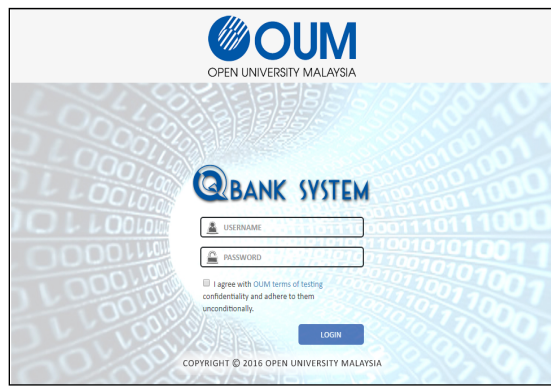 OUM
OPEN UNIVERSITY MALAYSIA
QBANK SYSTEM
USERNAME
PASSWORD
I agree with OUM terms of testing
confidentiality and adhere to them
unconditionally.
LOGIN
COPYRIGHT © 2016 OPEN UNIVERSITY MALAYSIA